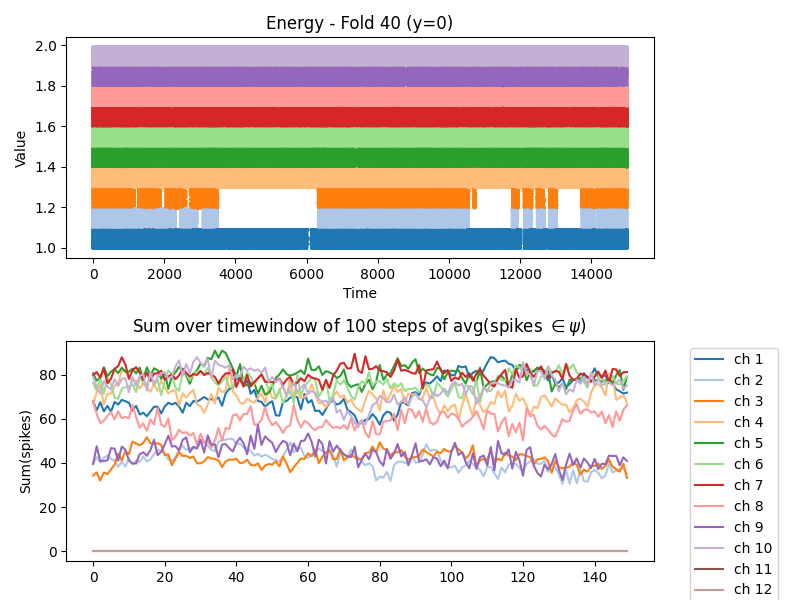 Energy - Fold 40 (y=0)
Value
2.0
1.8
1.6
1.4
1.2
1.0
0 2000 4000 6000 8000 10000 12000 14000
Time
Sum over timewindow of 100 steps of avg(spikes ∈ ψ)
Sum(spikes)
80
60
40
20
0
0 20 40 60 80 100 120 140
ch 1
ch 2
ch 3
ch 4
ch 5
ch 6
ch 7
ch 8
ch 9
ch 10
ch 11
ch 12